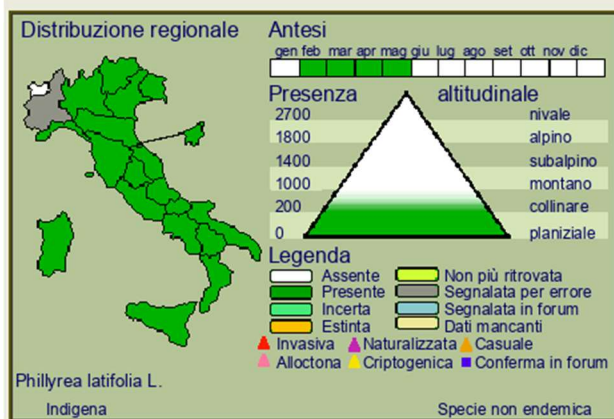 Distribuzione regionale
Antesi
gen feb mar apr mag giu lug ago set ott nov dic
Presenza altitudinale
2700 nivale
1800 alpino
1400 subalpino
1000 montano
200 collinare
0 planiziale
Legenda
Assente Non più ritrovata
Presente Segnalata per errore
Incerta Segnalata in forum
Estinta Dati mancanti
Invasiva Naturalizzata Casuale
Alloctona Criptogenica Conferma in forum
Phillyrea latifolia L.
Indigena Specie non endemica